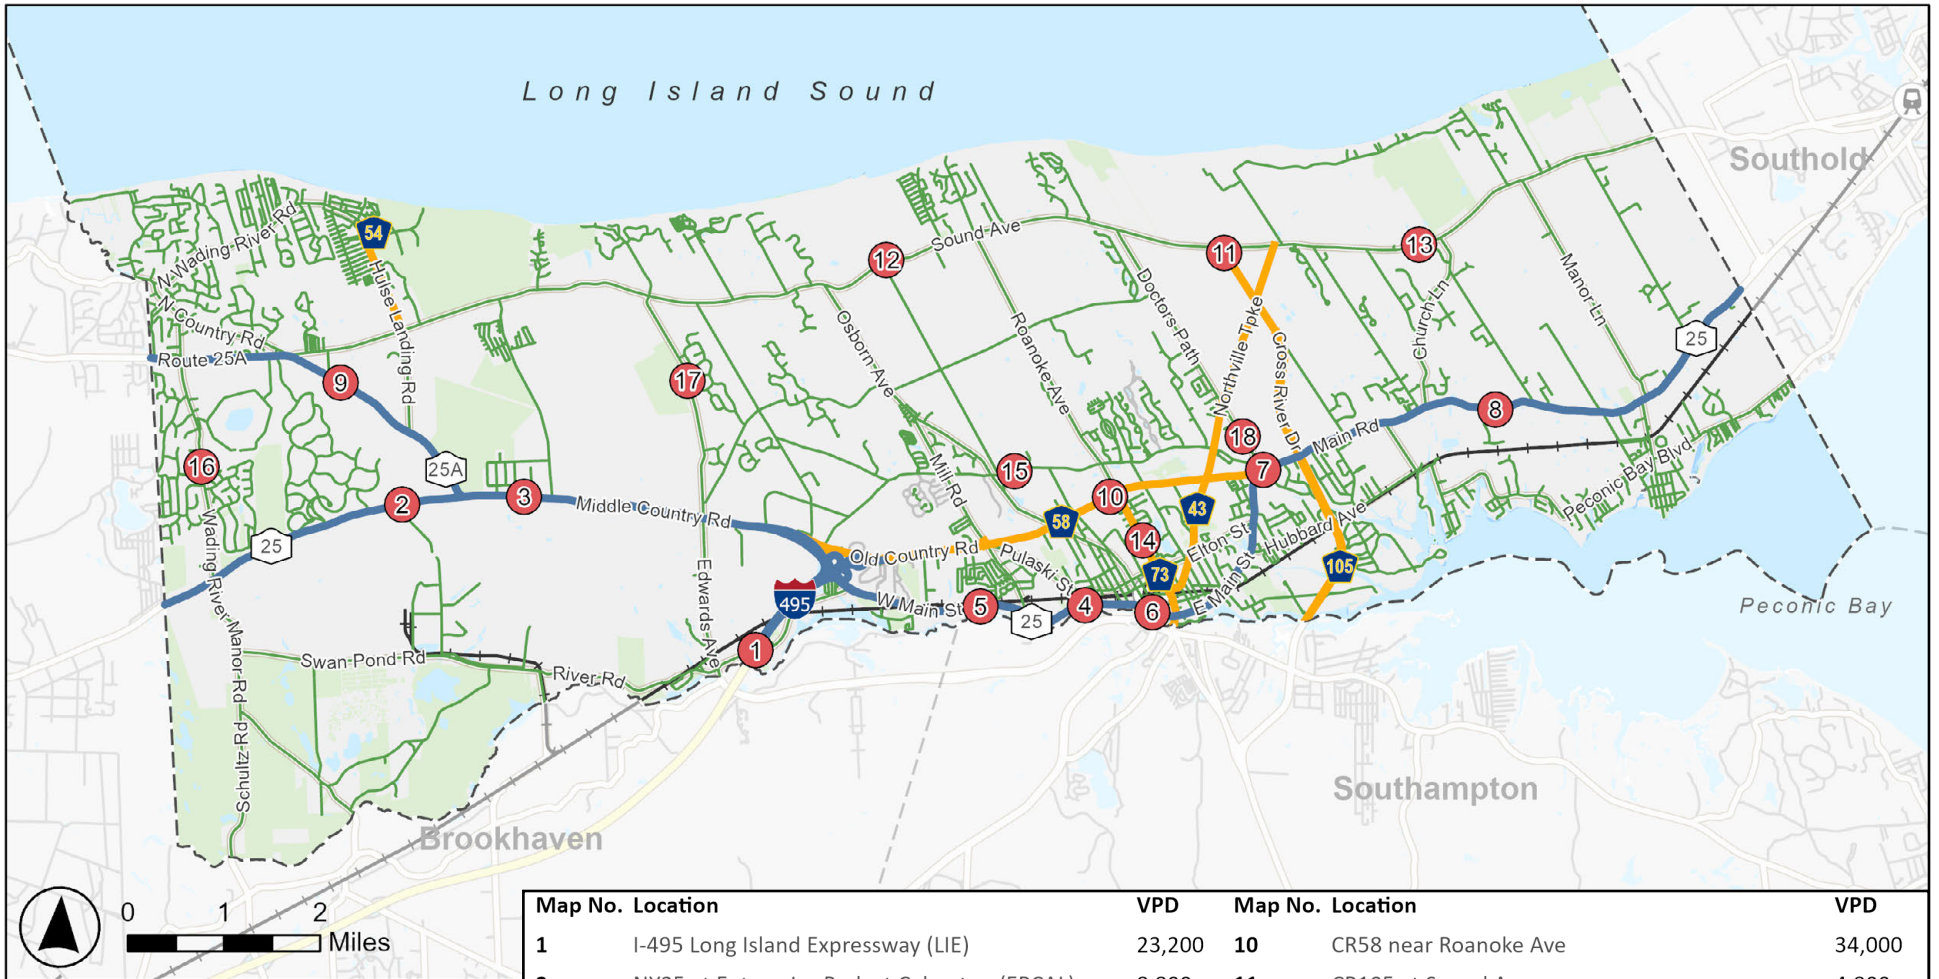 Long Island Sound
Southold
54
N Wading River Rd
Hulse Landing Rd
N Country Rd
Route 25A
9
16
25A
2
3
25
Wading River Manor Rd
Schultz Rd
Swan Pond Rd
River Rd
Middle Country Rd
17
Edwards Ave
1
495
12
Sound Ave
Osborn Ave
Roanoke Ave
Doctors Path
11
13
Northville Tpke
Cross River Dr
Church Ln
Manor Ln
25
8
Main Rd
18
7
15
10
Mill Rd
58
43
14
73
105
Old Country Rd
Pulaski St
Elton St
Hubbard Ave
E Main St
Peconic Bay Blvd
W Main St
5
25
4
6
Peconic Bay
Southampton
Brookhaven
0 1 2
Miles
Map No. Location VPD Map No. Location VPD
1 I-495 Long Island Expressway (LIE) 23,200 10 CR58 near Roanoke Ave 34,000